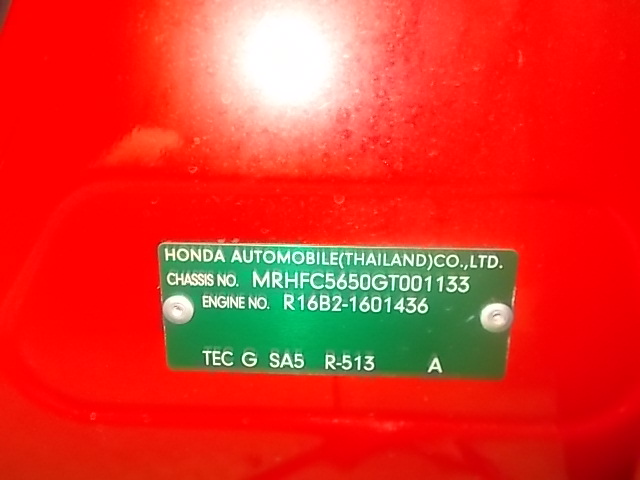 HONDA AUTOMOBILE(THAILAND)CO.,LTD.
CHASSIS NO. MRHFC5650GT001133
ENGINE NO. R16B2-1601436
TEC G SA5 R-513 A